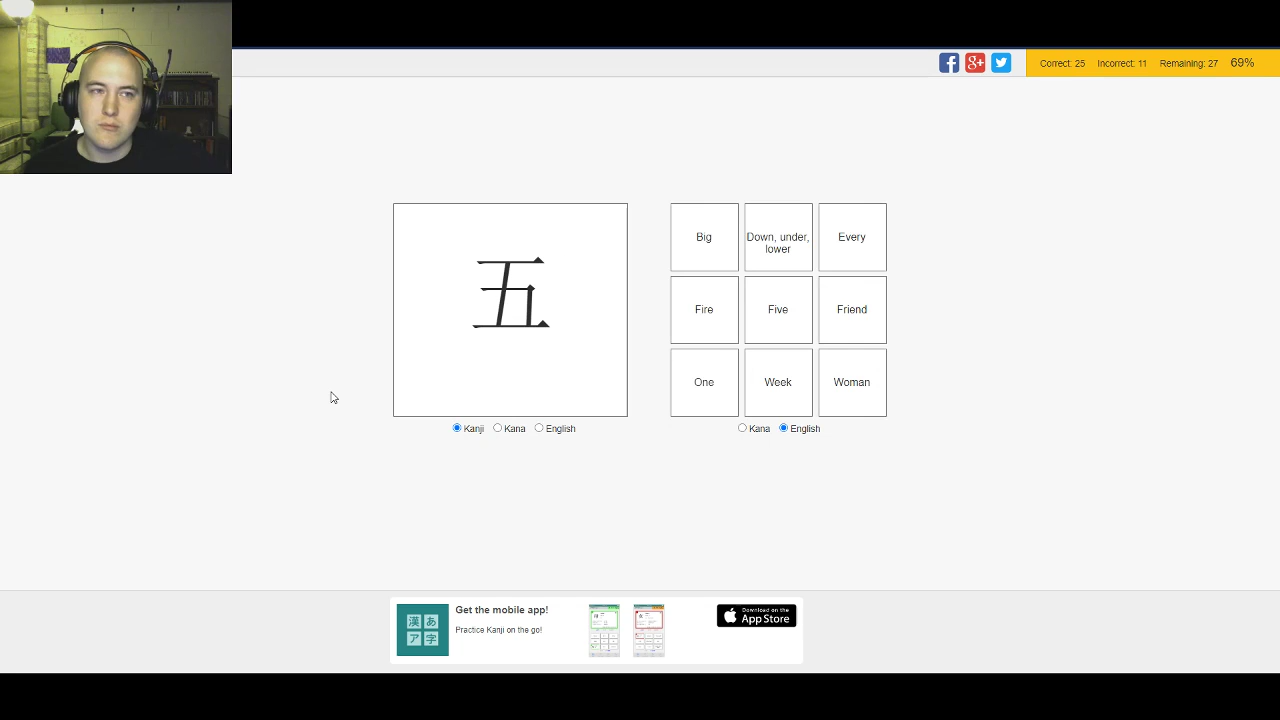 Correct: 25 Incorrect: 11 Remaining: 27 69%
五
Big
Down, under,
lower
Every
Fire
Five
Friend
One
Week
Woman
Kanji Kana English
Kana English
漢あ
ア字
Get the mobile app!
Practice Kanji on the go!
Download on the
App Store